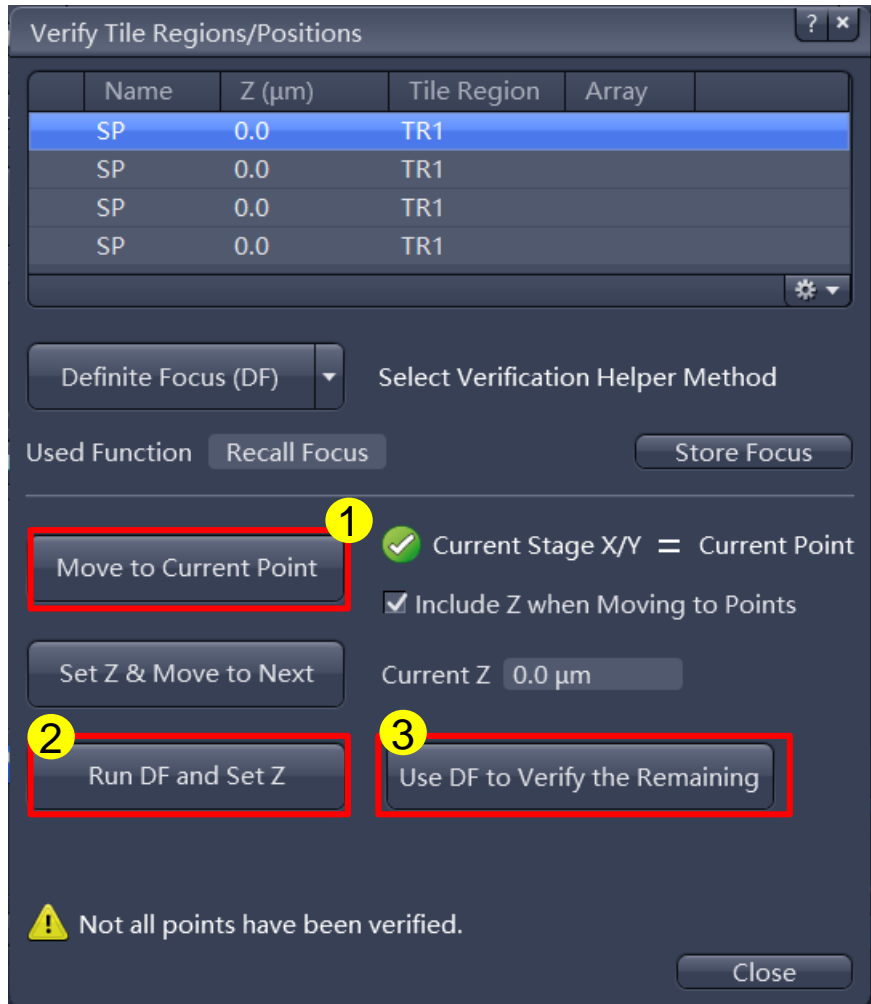 Verify Tile Regions/Positions ? ×
Name Z (μm) Tile Region Array
SP 0.0 TR1
SP 0.0 TR1
SP 0.0 TR1
SP 0.0 TR1
Definite Focus (DF) Select Verification Helper Method
Used Function Recall Focus Store Focus
1
Move to Current Point Current Stage X/Y = Current Point
Include Z when Moving to Points
Set Z & Move to Next Current Z 0.0 μm
2 3
Run DF and Set Z Use DF to Verify the Remaining
Not all points have been verified.
Close